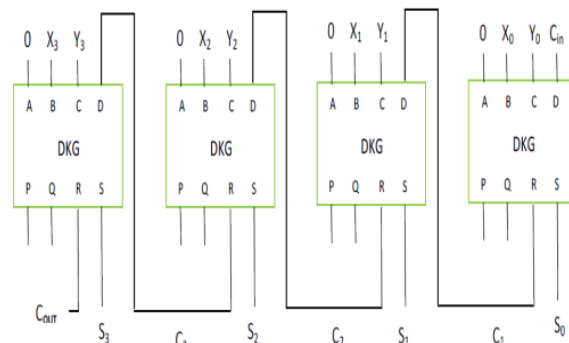 0 X3 Y3 0 X2 Y2 0 X1 Y1 0 X0 Y0 Cin
A B C D A B C D A B C D A B C D
DKG DKG DKG DKG
P Q R S P Q R S P Q R S P Q R S
COUT S3 S2 C2 S1 C1 S0